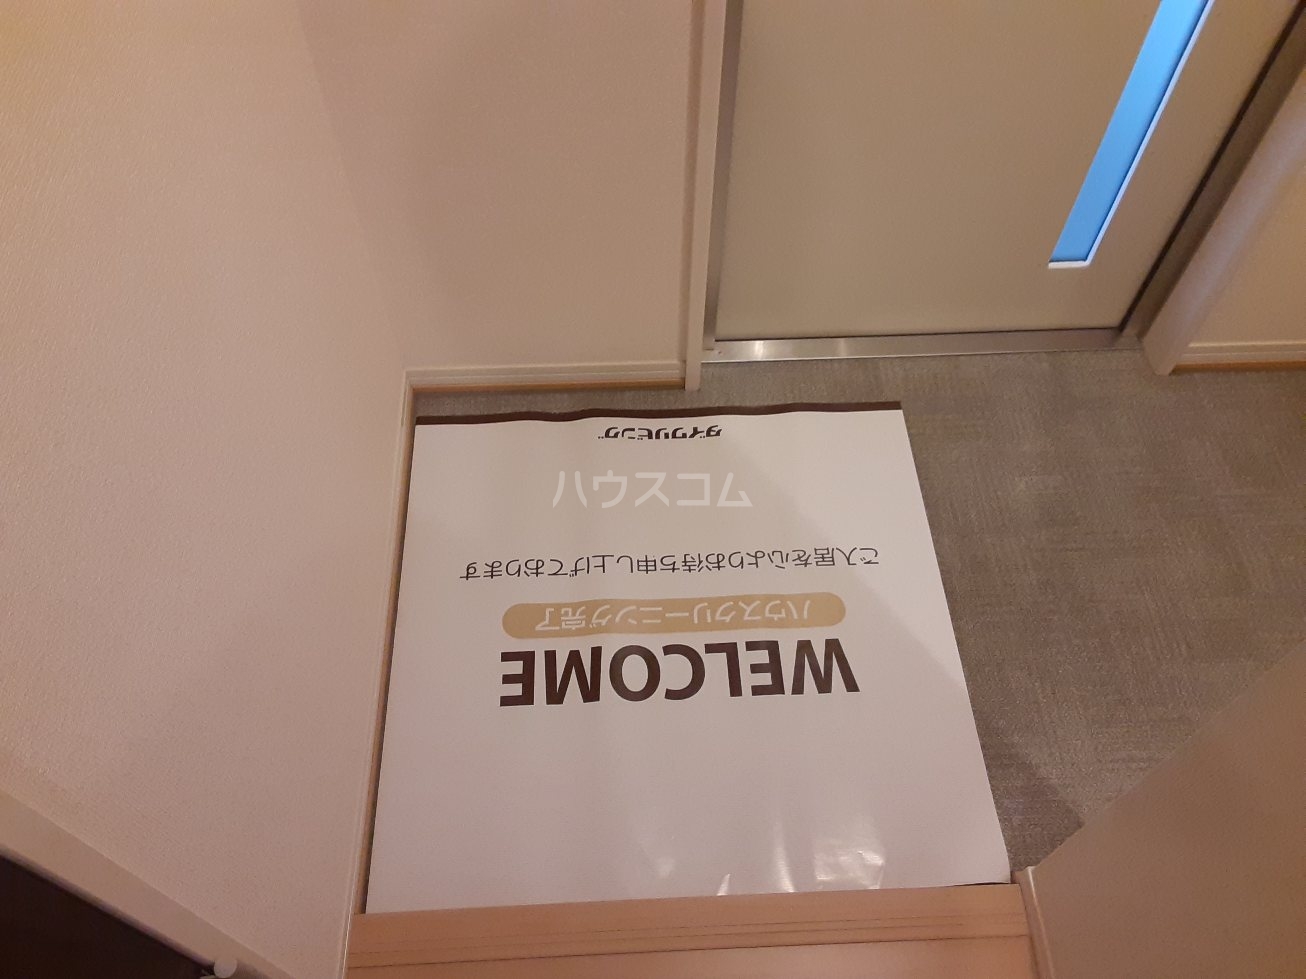 WELCOME
ハウスクリーニング完了
ご入居を心よりお待ち申し上げております
ハウスコム
ダイワリビング